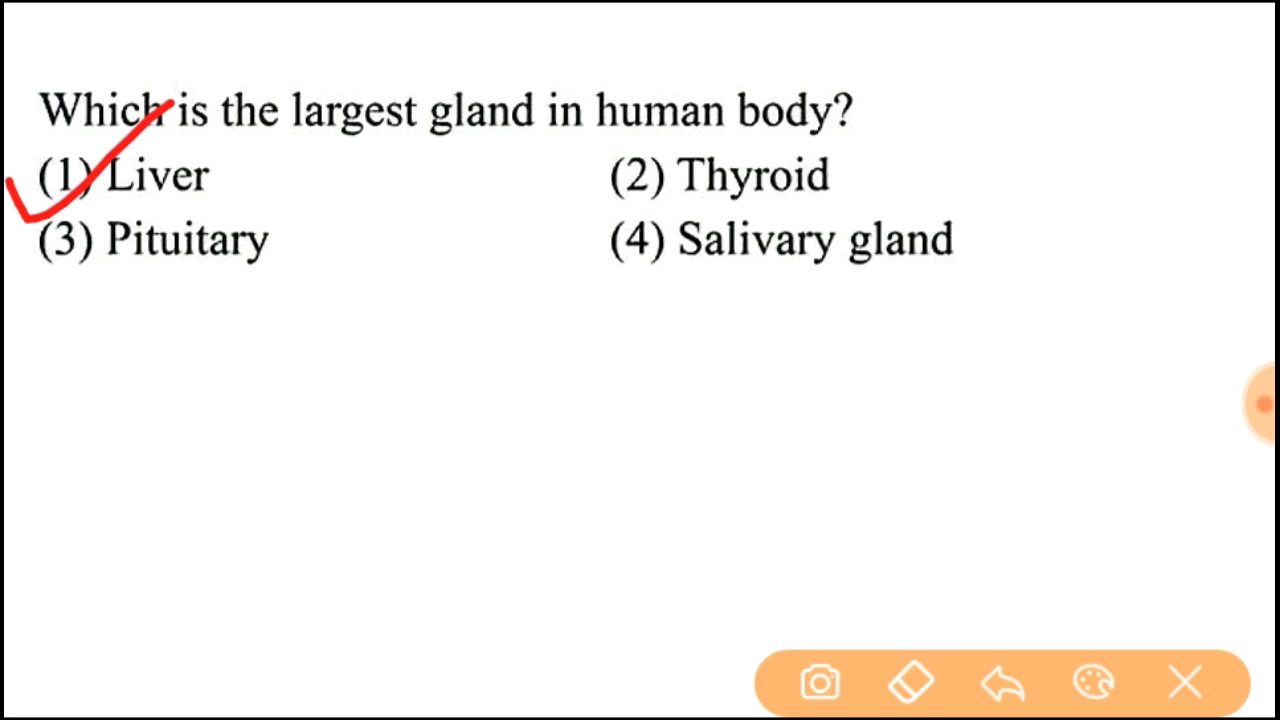 Which is the largest gland in human body?
(1) Liver (2) Thyroid
(3) Pituitary (4) Salivary gland